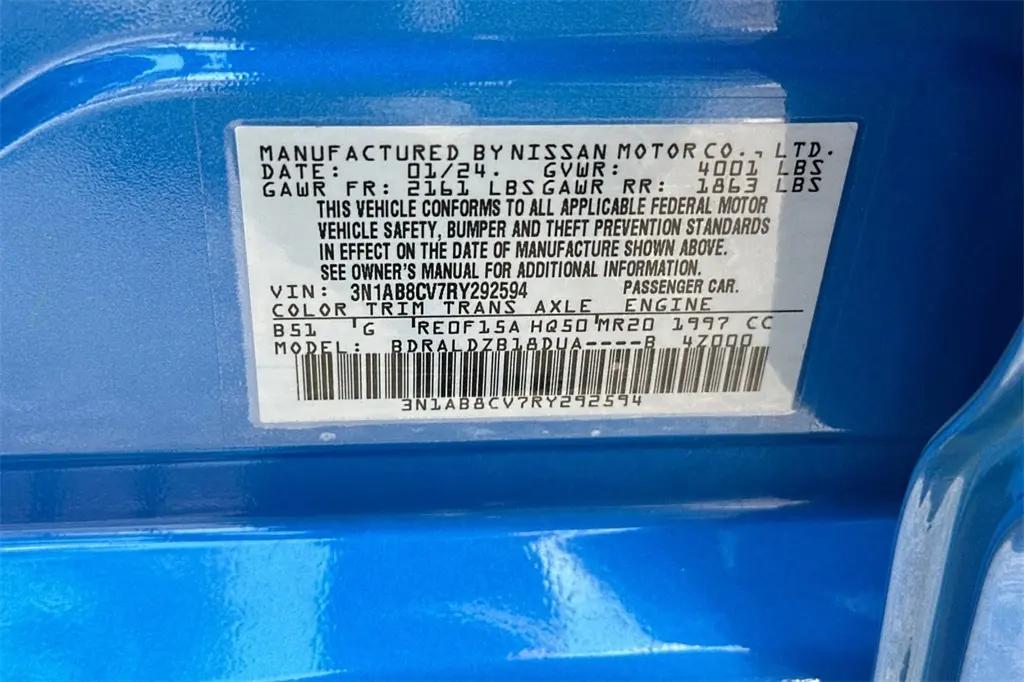 MANUFACTURED BY NISSAN MOTOR CO., LTD.
DATE: 01/24. GVWR: 4001 LBS
GAWR FR: 2161 LBS GAWR RR: 1863 LBS
THIS VEHICLE CONFORMS TO ALL APPLICABLE FEDERAL MOTOR
VEHICLE SAFETY, BUMPER AND THEFT PREVENTION STANDARDS
IN EFFECT ON THE DATE OF MANUFACTURE SHOWN ABOVE.
SEE OWNER'S MANUAL FOR ADDITIONAL INFORMATION.
VIN: 3N1AB8CV7RY292594 PASSENGER CAR.
COLOR TRIM TRANS AXLE ENGINE
B51 'G 'RE0F15A HQ50'MR20 1997 CC
MODEL: BDRALDZB18DUA----B 4Z000
3N1AB8CV7RY292594